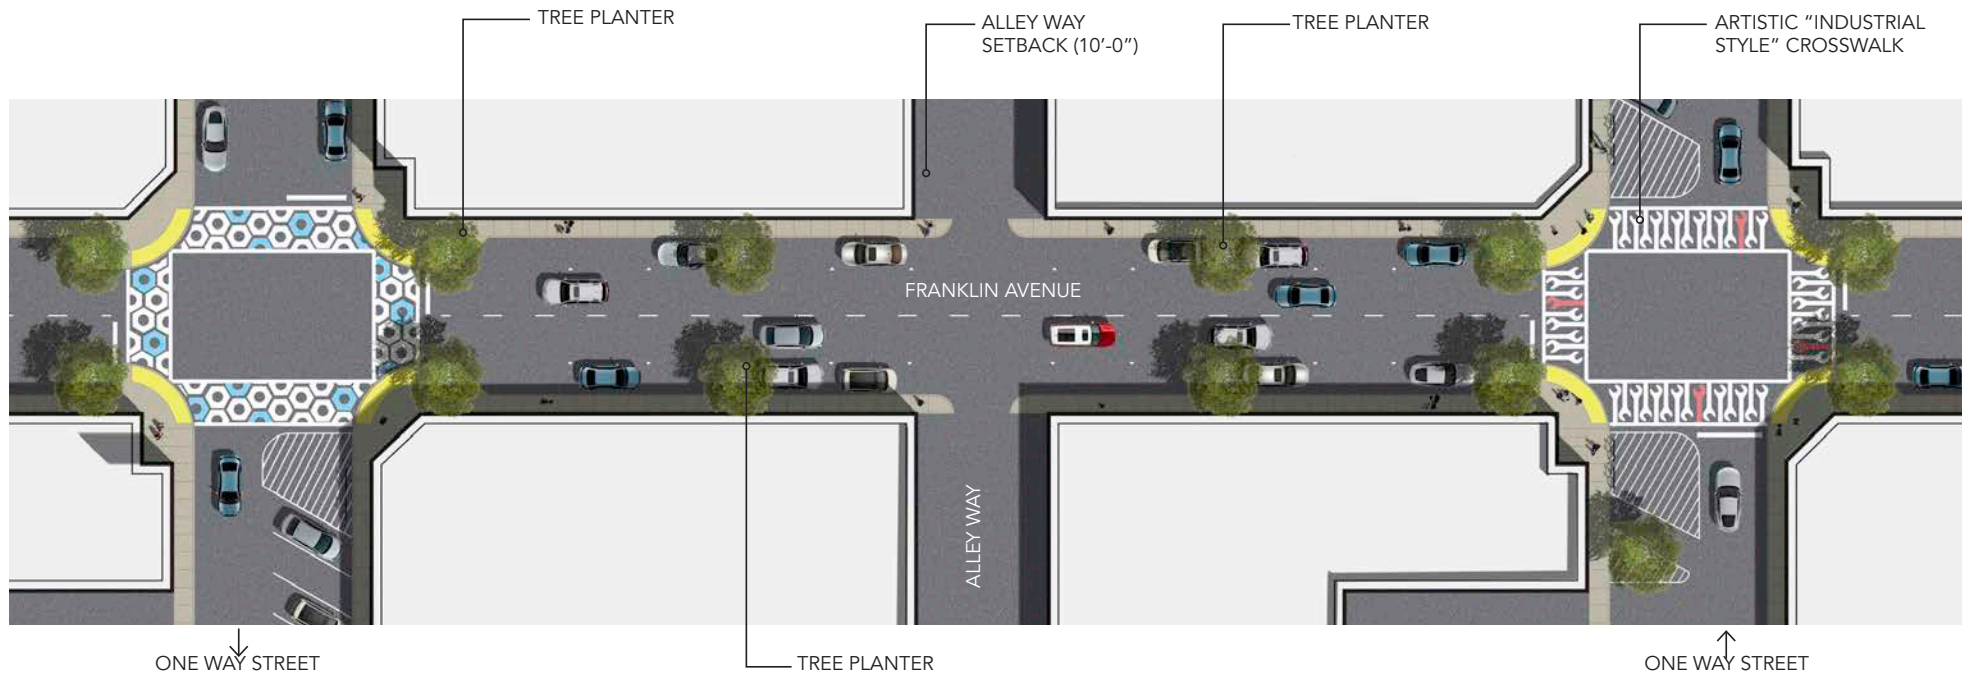 TREE PLANTER
ALLEY WAY
SETBACK (10’-0”)
TREE PLANTER
ARTISTIC “INDUSTRIAL
STYLE” CROSSWALK
FRANKLIN AVENUE
ALLEY WAY
ONE WAY STREET
TREE PLANTER
ONE WAY STREET